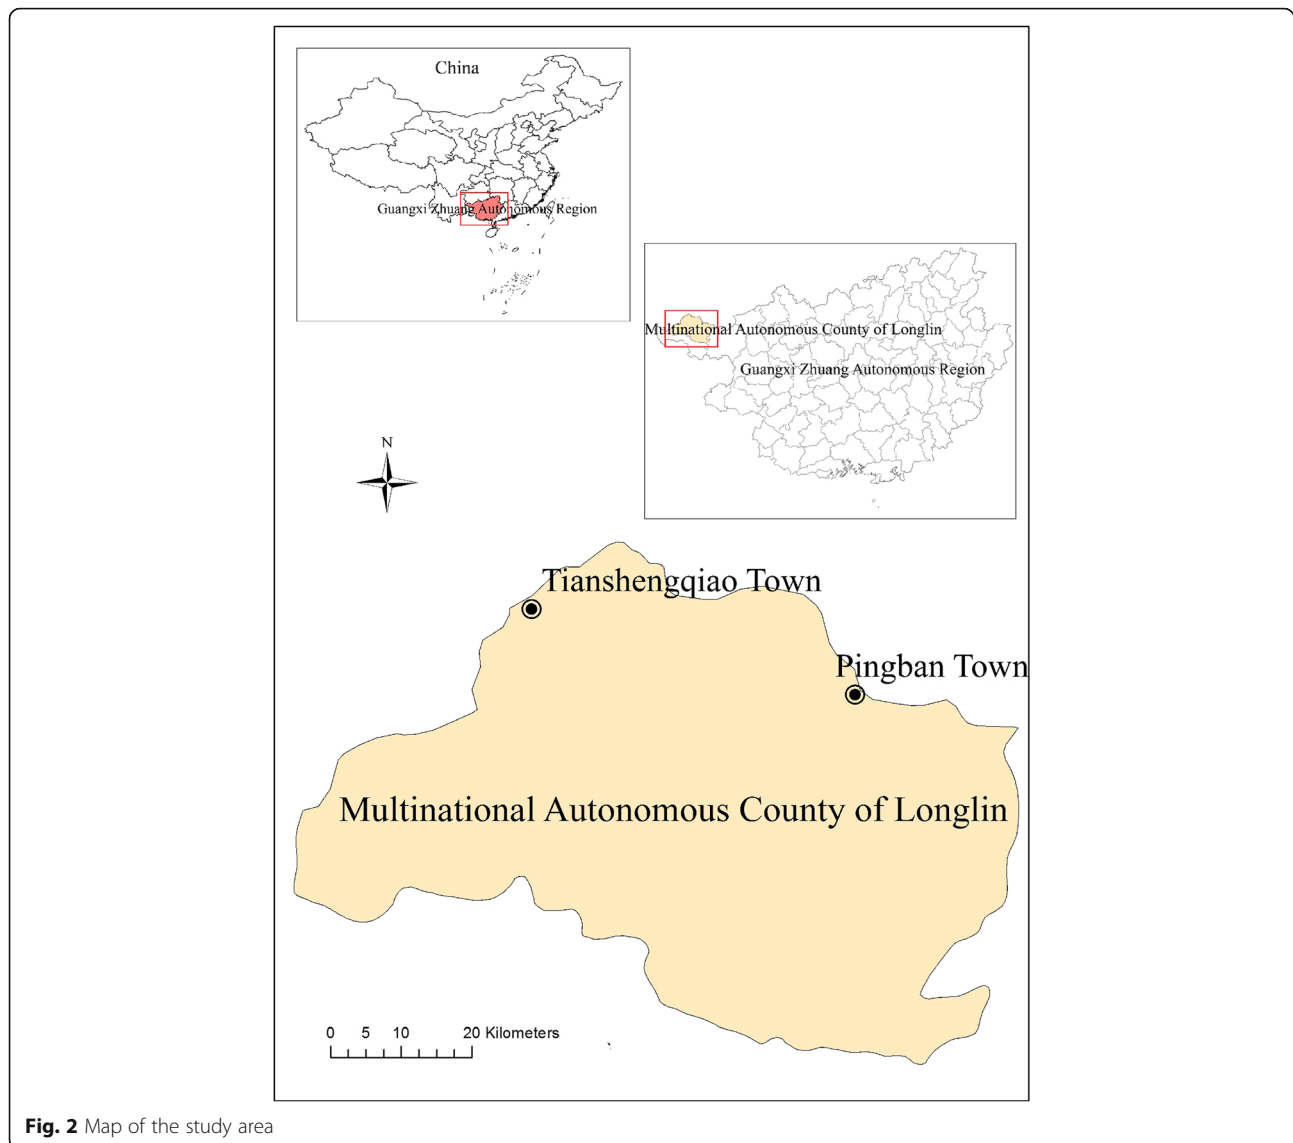 China
Guangxi Zhuang Autonomous Region
Multinational Autonomous County of Longlin
Guangxi Zhuang Autonomous Region
N
Tianshengqiao Town
Pingban Town
Multinational Autonomous County of Longlin
0 5 10 20 Kilometers
Fig. 2 Map of the study area